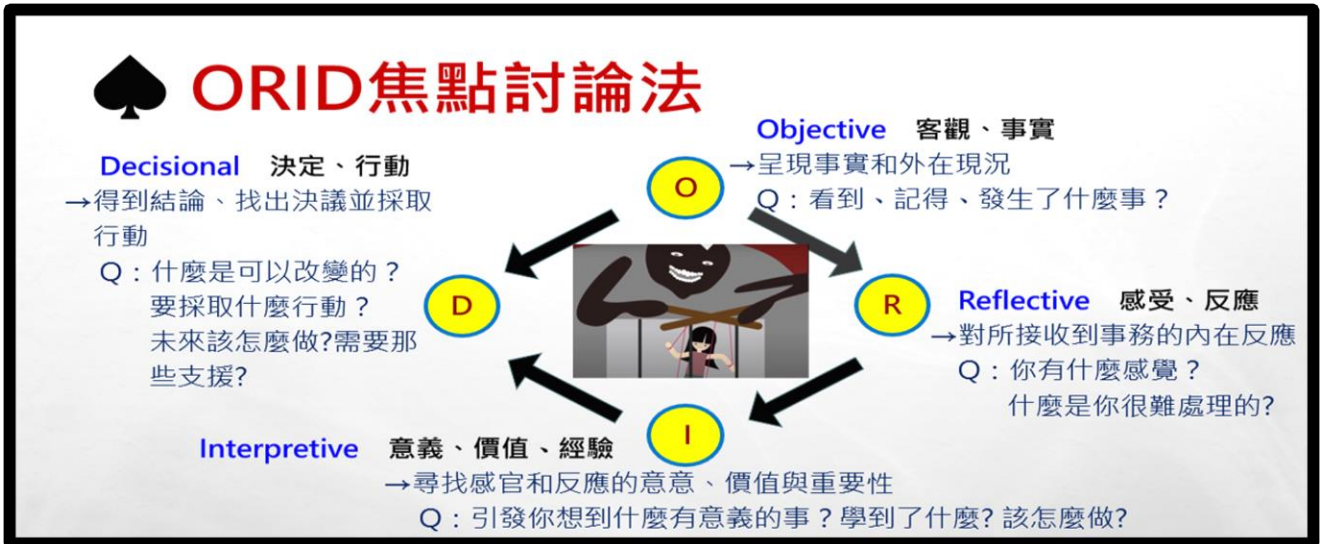 ORID焦點討論法
Objective 客觀、事實
→呈現事實和外在現況
Q：看到、記得、發生了什麼事？
O
Decisional 決定、行動
→得到結論、找出決議並採取
行動
Q：什麼是可以改變的？
要採取什麼行動？
未來該怎麼做?需要那
些支援?
D
R
Reflective 感受、反應
→對所接收到事務的內在反應
Q：你有什麼感覺？
什麼是你很難處理的?
I
Interpretive 意義、價值、經驗
→尋找感官和反應的意意、價值與重要性
Q：引發你想到什麼有意義的事？學到了什麼? 該怎麼做?